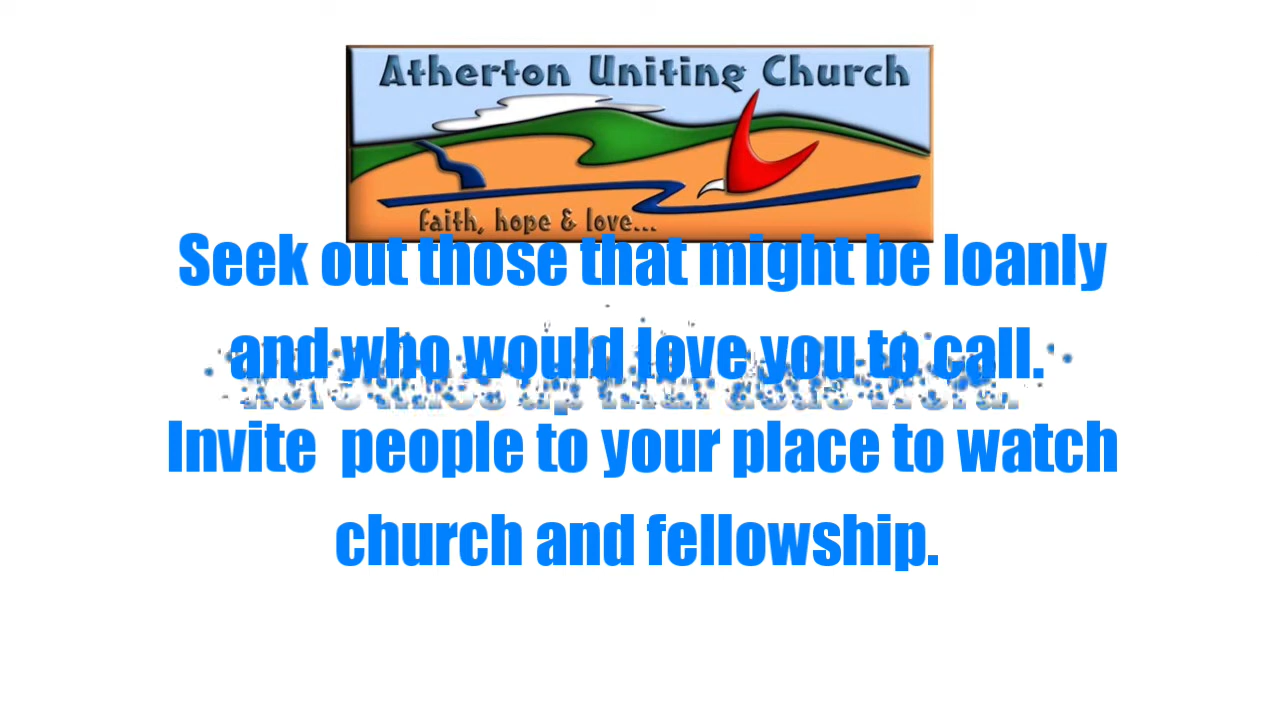 Atherton Uniting Church
faith, hope & love...
Seek out those that might be loanly
and who would love you to call.
Invite people to your place to watch
church and fellowship.